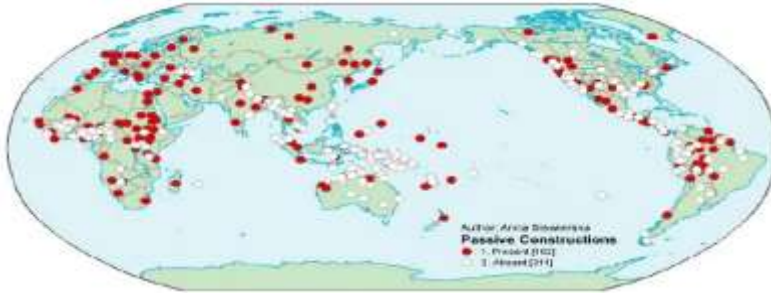 Author: Anna Siewierska
Passive Constructions
1. Present [162]
2. Absent [211]